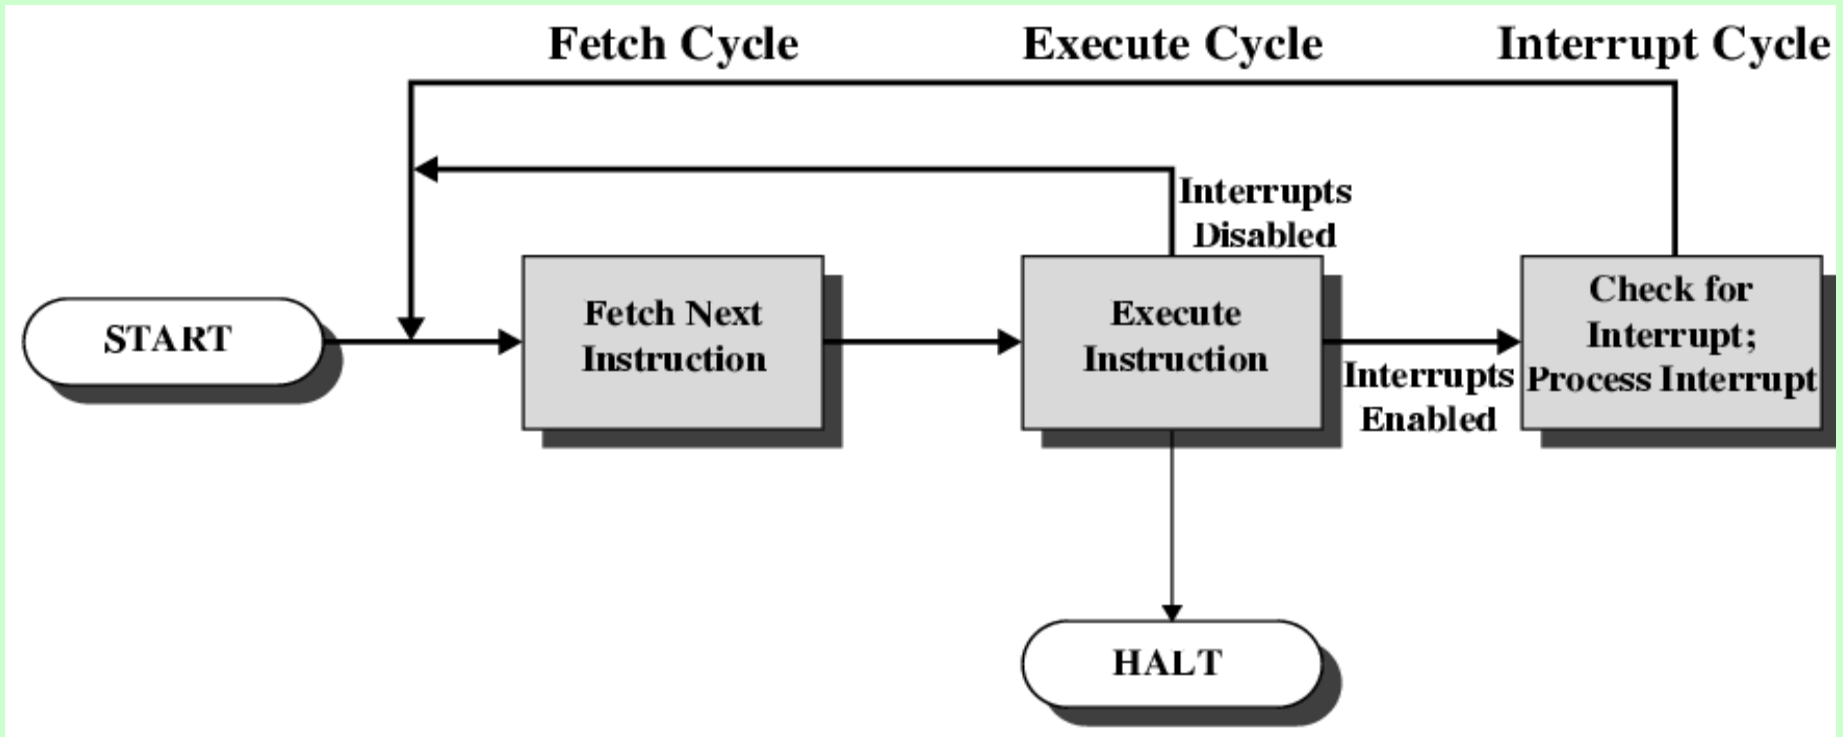 Fetch Cycle
Execute Cycle
Interrupt Cycle
Interrupts
Disabled
START
Fetch Next
Instruction
Execute
Instruction
Interrupts
Enabled
Check for
Interrupt;
Process Interrupt
HALT